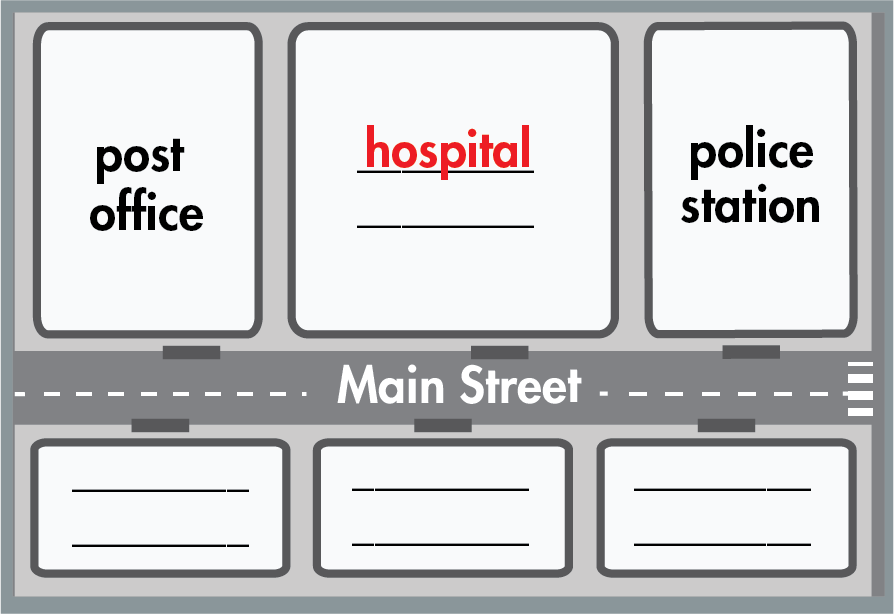 post
office
hospital
police
station
Main Street